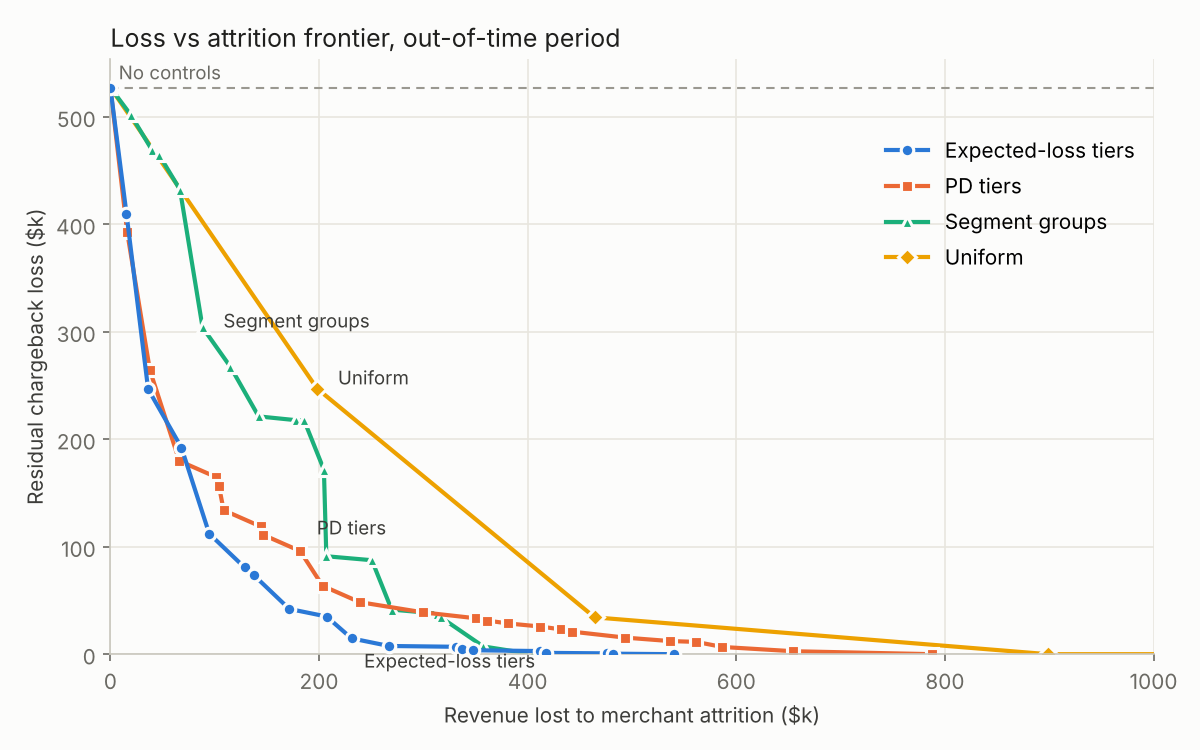 Loss vs attrition frontier, out-of-time period
No controls
500
400
300
200
100
0
Residual chargeback loss ($k)
Expected-loss tiers
PD tiers
Segment groups
Uniform
Segment groups
Uniform
PD tiers
Expected-loss tiers
0 200 400 600 800 1000
Revenue lost to merchant attrition ($k)